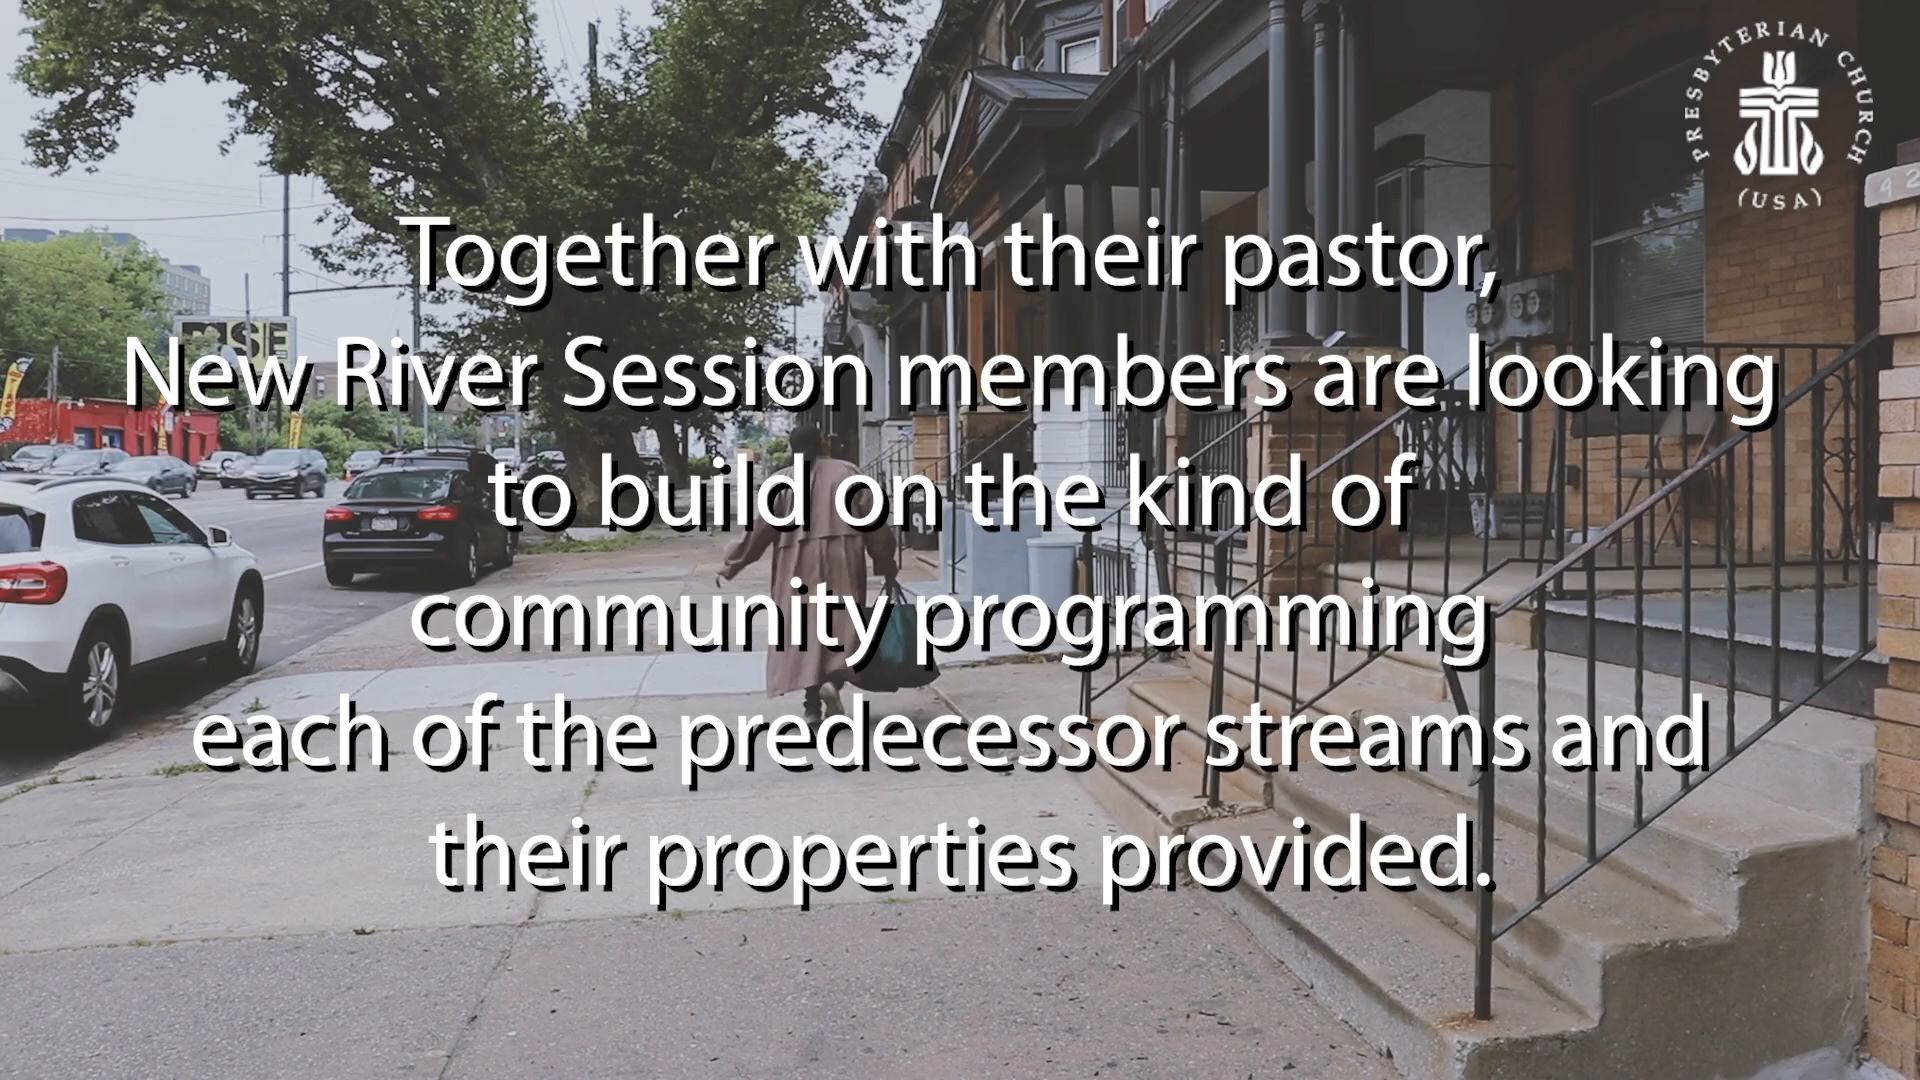 PRESBYTERIAN CHURCH
(USA)
Together with their pastor,
New River Session members are looking
to build on the kind of
community programming
each of the predecessor streams and
their properties provided.
42